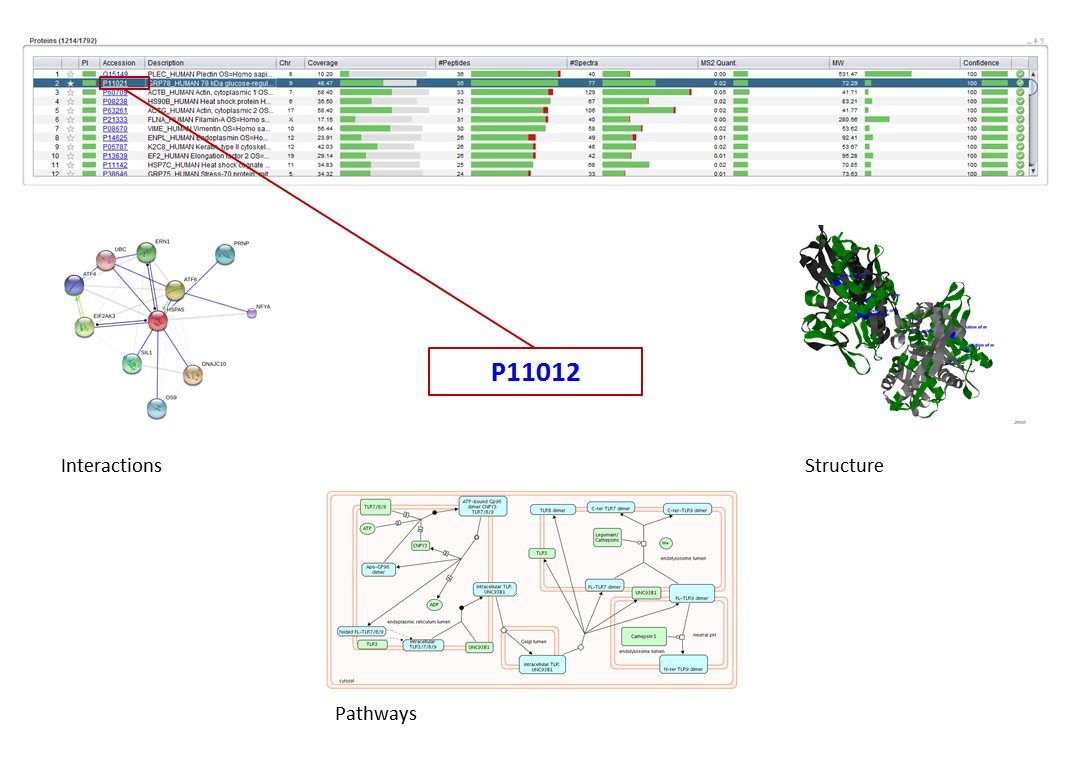 Proteins (1214/1792)
PI Accession Description Chr Coverage #Peptides #Spectra MS2 Quant. MW Confidence
1 Q15149 PLEC_HUMAN Plectin OS=Homo sapi... 8 10.20 36 40 0.00 531.47 100
2 P11021 GRP78_HUMAN 78 kDa glucose-regul... 9 48.47 35 77 0.02 72.29 100
3 P60709 ACTB_HUMAN Actin, cytoplasmic 1 OS... 7 58.40 33 129 0.05 41.71 100
4 P08238 HS90B_HUMAN Heat shock protein H... 6 36.50 32 67 0.02 83.21 100
5 P63261 ACTG_HUMAN Actin, cytoplasmic 2 OS... 17 58.40 31 106 0.02 41.77 100
6 P21333 FLNA_HUMAN Filamin-A OS=Homo s... X 17.15 31 40 0.00 280.56 100
7 P08670 VIME_HUMAN Vimentin OS=Homo sa... 10 56.44 30 58 0.02 53.62 100
8 P14625 ENPL_HUMAN Endoplasmin OS=Ho... 12 23.91 26 49 0.01 92.41 100
9 P05787 K2C8_HUMAN Keratin, type II cytoskel... 12 42.03 26 48 0.02 53.67 100
10 P13639 EF2_HUMAN Elongation factor 2 OS=... 19 29.14 26 42 0.01 95.28 100
11 P11142 HSP7C_HUMAN Heat shock cognate ... 11 34.83 25 68 0.02 70.85 100
12 P38646 GRP75_HUMAN Stress-70 protein, mit... 5 34.32 24 33 0.01 73.63 100
UBC
ERN1
PRNP
ATF4
ATF6
NFYA
HSPA5
EIF2AK3
SIL1
DNAJC10
OS9
P11012
Jmol
Interactions
Structure
TLR7/8/9
ATP-bound Gp96
dimer CNPY3:
TLR7/8/9
ATP
CNPY3
Apo-GP96
dimer
ADP
endoplasmic reticulum lumen
folded FL-TLR7/8/9
TLR3
intracellular
TLR3/7/8/9
UNC93B1
intracellular TLR:
UNC93B1
Golgi lumen
intracellular TLR:
UNC93B1
cytosol
TLR8 dimer
C-ter TLR7 dimer
C-ter-TLR9 dimer
Legumain/
Cathepsins
H+
TLR3
endolysosome lumen
FL-TLR7 dimer
UNC93B1
FL-TLR9 dimer
Cathepsin S
neutral pH
endolysosome lumen
N-ter TLR9 dimer
Pathways